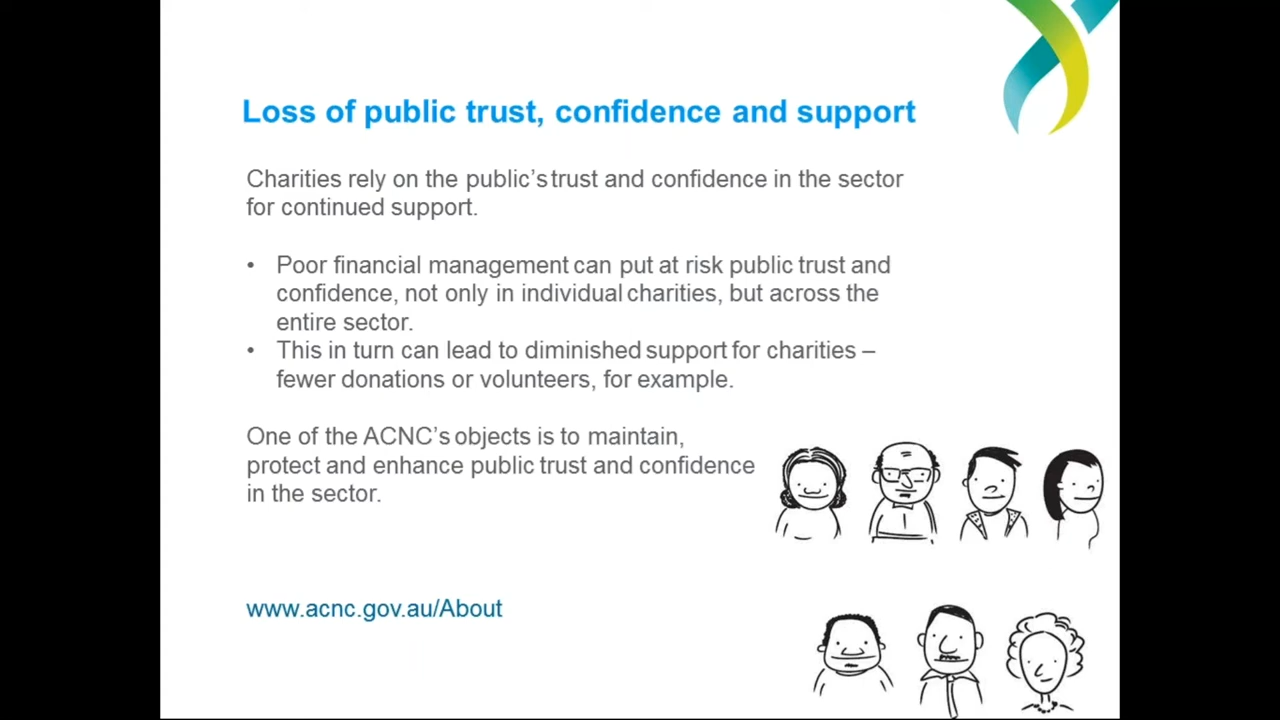 Loss of public trust, confidence and support
Charities rely on the public's trust and confidence in the sector
for continued support.
• Poor financial management can put at risk public trust and
confidence, not only in individual charities, but across the
entire sector.
• This in turn can lead to diminished support for charities –
fewer donations or volunteers, for example.
One of the ACNC's objects is to maintain,
protect and enhance public trust and confidence
in the sector.
www.acnc.gov.au/About